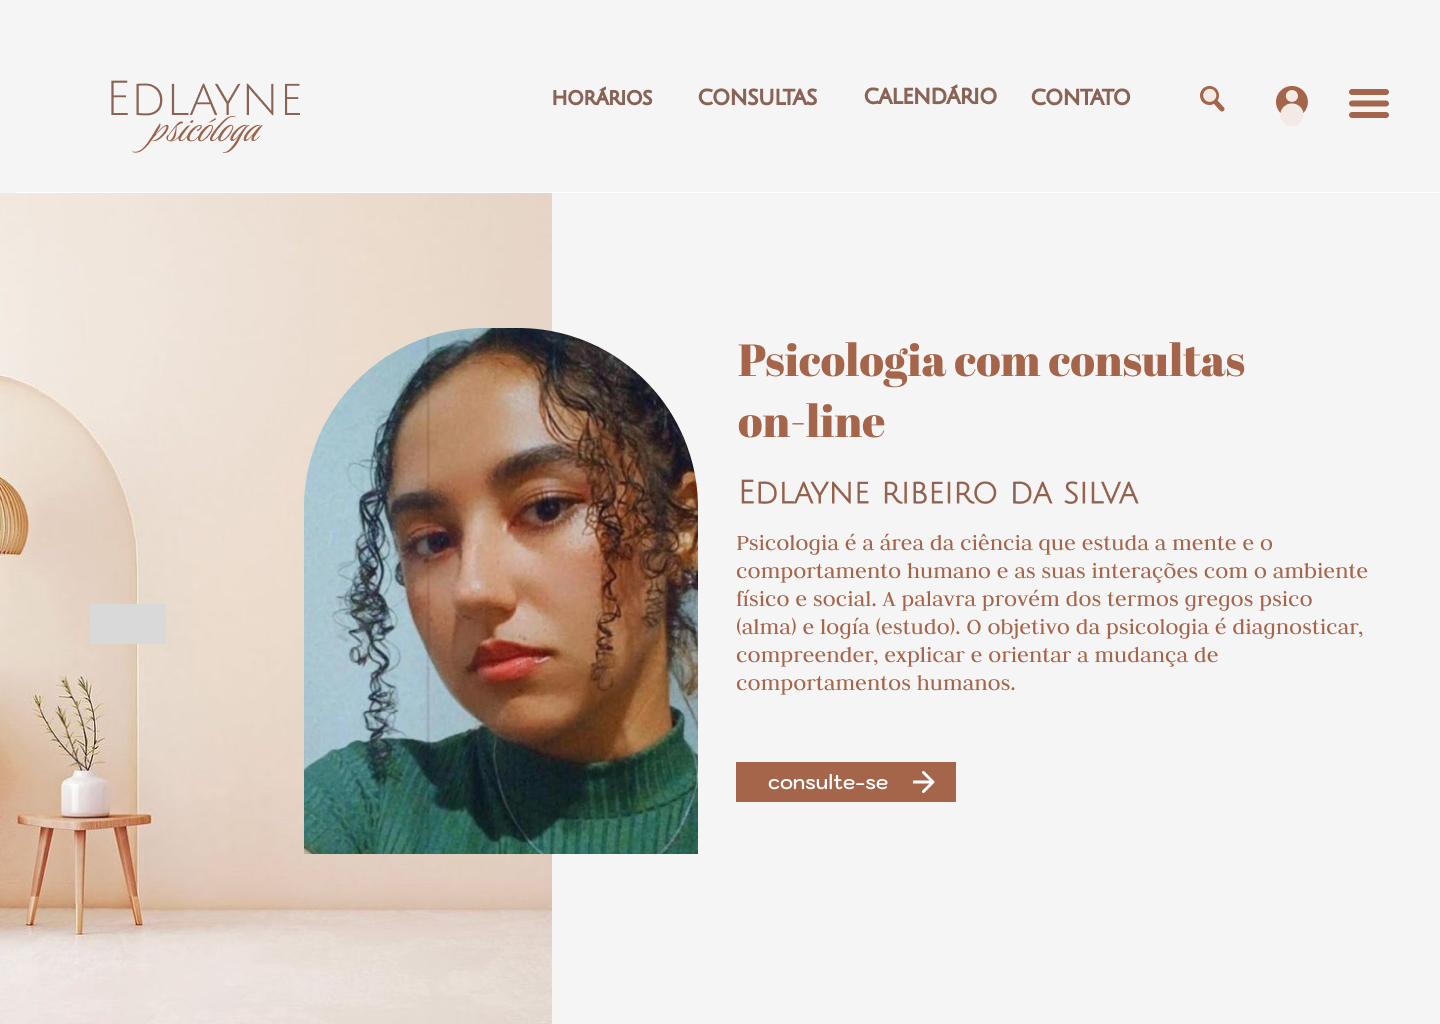 EDLAYNE
psicóloga
HORÁRIOS CONSULTAS CALENDÁRIO CONTATO
Psicologia com consultas
on-line
EDLAYNE RIBEIRO DA SILVA
Psicologia é a área da ciência que estuda a mente e o
comportamento humano e as suas interações com o ambiente
físico e social. A palavra provém dos termos gregos psico
(alma) e logía (estudo). O objetivo da psicologia é diagnosticar,
compreender, explicar e orientar a mudança de
comportamentos humanos.
consulte-se